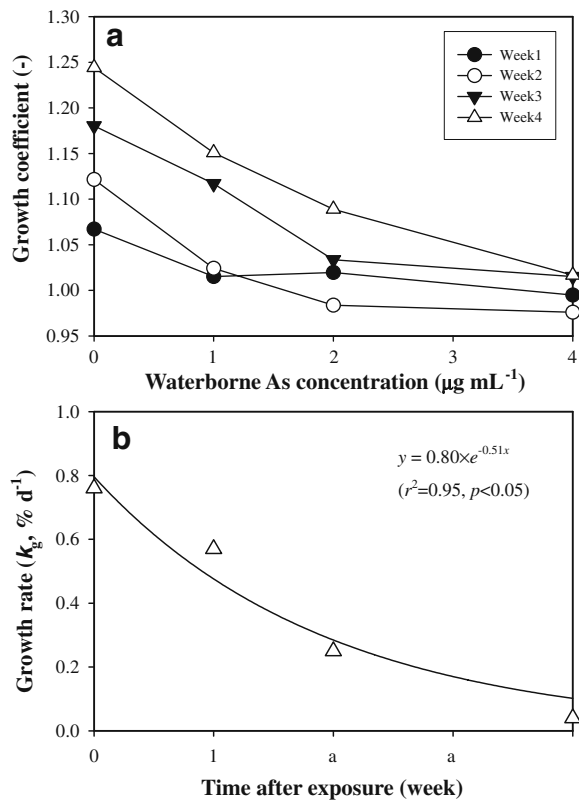 a
Week1
Week2
Week3
Week4
Growth coefficient (-)
1.30
1.25
1.20
1.15
1.10
1.05
1.00
0.95
0 1 2 3 4
Waterborne As concentration (µg mL⁻¹)
b
y = 0.80×e⁻⁰·⁵¹ˣ
(r²=0.95, p<0.05)
Growth rate (kg, % d⁻¹)
1.0
0.8
0.6
0.4
0.2
0.0
0 1 a a
Time after exposure (week)